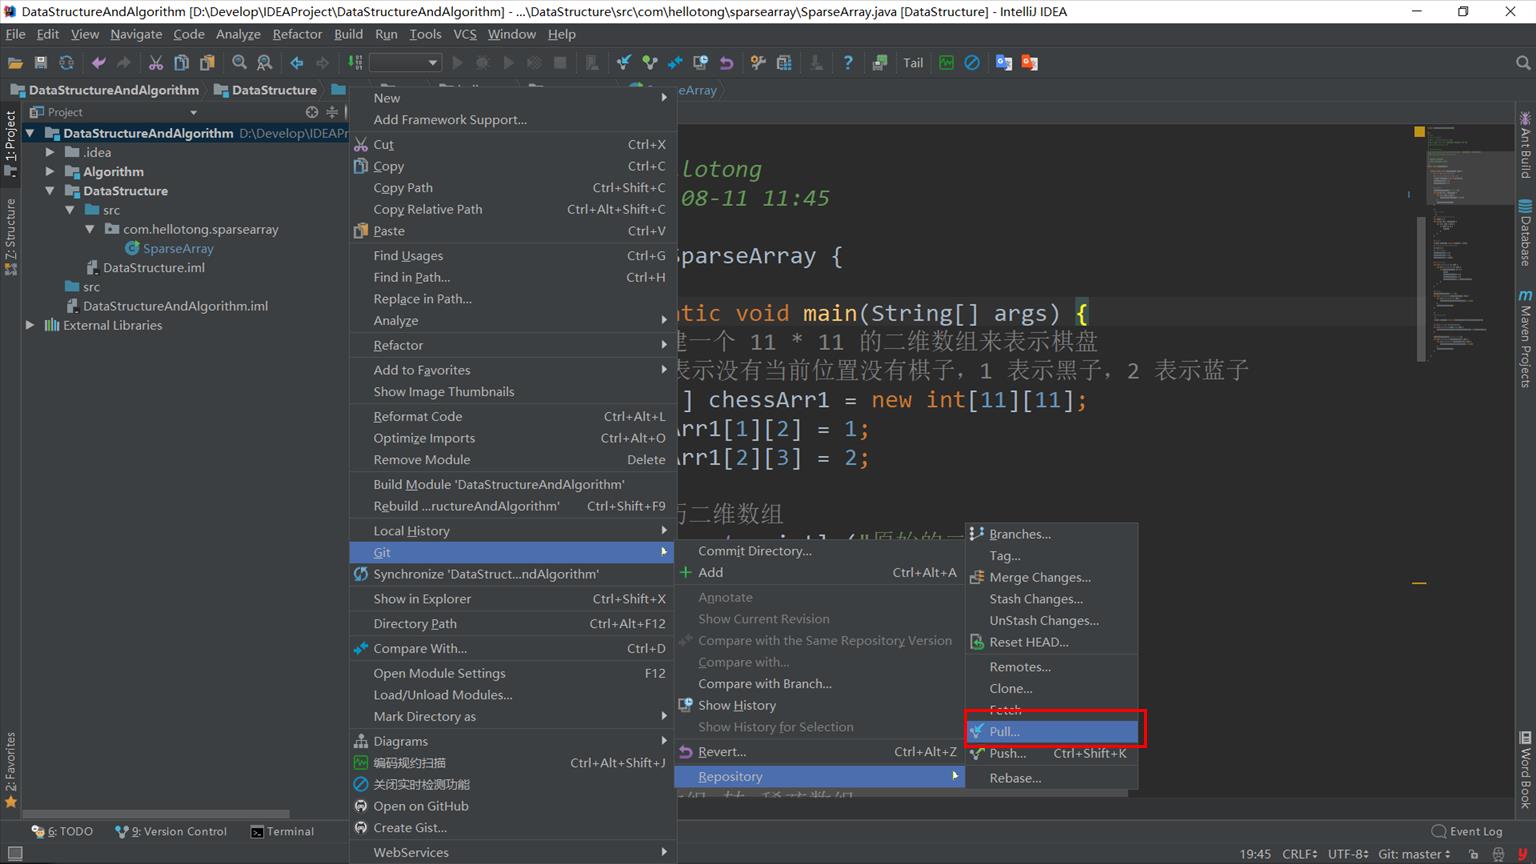 DataStructureAndAlgorithm [D:\Develop\IDEAProject\DataStructureAndAlgorithm] - ...\DataStructure\src\com\hellotong\sparsearray\SparseArray.java [DataStructure] - IntelliJ IDEA
File Edit View Navigate Code Analyze Refactor Build Run Tools VCS Window Help
Tail
DataStructureAndAlgorithm DataStructure eArray
Project
DataStructureAndAlgorithm D:\Develop\IDEAPr
.idea
Algorithm
DataStructure
src
com.hellotong.sparsearray
SparseArray
DataStructure.iml
src
DataStructureAndAlgorithm.iml
External Libraries
1: Project
Z: Structure
2: Favorites
New
Add Framework Support...
Cut Ctrl+X
Copy Ctrl+C
Copy Path Ctrl+Shift+C
Copy Relative Path Ctrl+Alt+Shift+C
Paste Ctrl+V
Find Usages Ctrl+G
Find in Path... Ctrl+H
Replace in Path...
Analyze
Refactor
Add to Favorites
Show Image Thumbnails
Reformat Code Ctrl+Alt+L
Optimize Imports Ctrl+Alt+O
Remove Module Delete
Build Module 'DataStructureAndAlgorithm'
Rebuild ...ructureAndAlgorithm' Ctrl+Shift+F9
Local History
Git
Synchronize 'DataStruct...ndAlgorithm'
Show in Explorer Ctrl+Shift+X
Directory Path Ctrl+Alt+F12
Compare With... Ctrl+D
Open Module Settings F12
Load/Unload Modules...
Mark Directory as
Diagrams
编码规约扫描 Ctrl+Alt+Shift+J
关闭实时检测功能
Open on GitHub
Create Gist...
WebServices
lotong
08-11 11:45
SparseArray {
tic void main(String[] args) {
建一个 11 * 11 的二维数组来表示棋盘
表示没有当前位置没有棋子，1 表示黑子，2 表示蓝子
] chessArr1 = new int[11][11];
Arr1[1][2] = 1;
Arr1[2][3] = 2;
历二维数组
Commit Directory...
Add Ctrl+Alt+A
Annotate
Show Current Revision
Compare with the Same Repository Version
Compare with...
Compare with Branch...
Show History
Show History for Selection
Revert... Ctrl+Alt+Z
Repository
Branches...
Tag...
Merge Changes...
Stash Changes...
UnStash Changes...
Reset HEAD...
Remotes...
Clone...
Fetch
Pull...
Push... Ctrl+Shift+K
Rebase...
Ant Build
Database
Maven Projects
Word Book
6: TODO 9: Version Control Terminal Event Log
19:45 CRLF UTF-8 Git: master